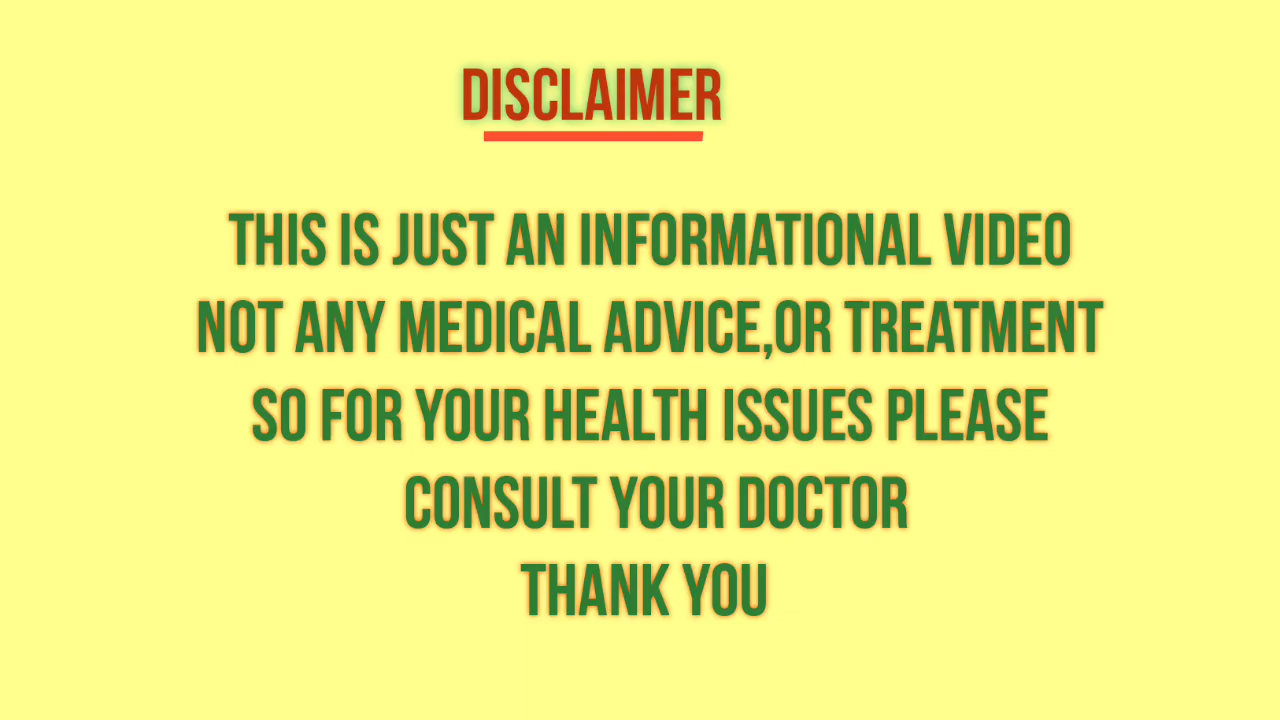 DISCLAIMER
THIS IS JUST AN INFORMATIONAL VIDEO
NOT ANY MEDICAL ADVICE,OR TREATMENT
SO FOR YOUR HEALTH ISSUES PLEASE
CONSULT YOUR DOCTOR
THANK YOU